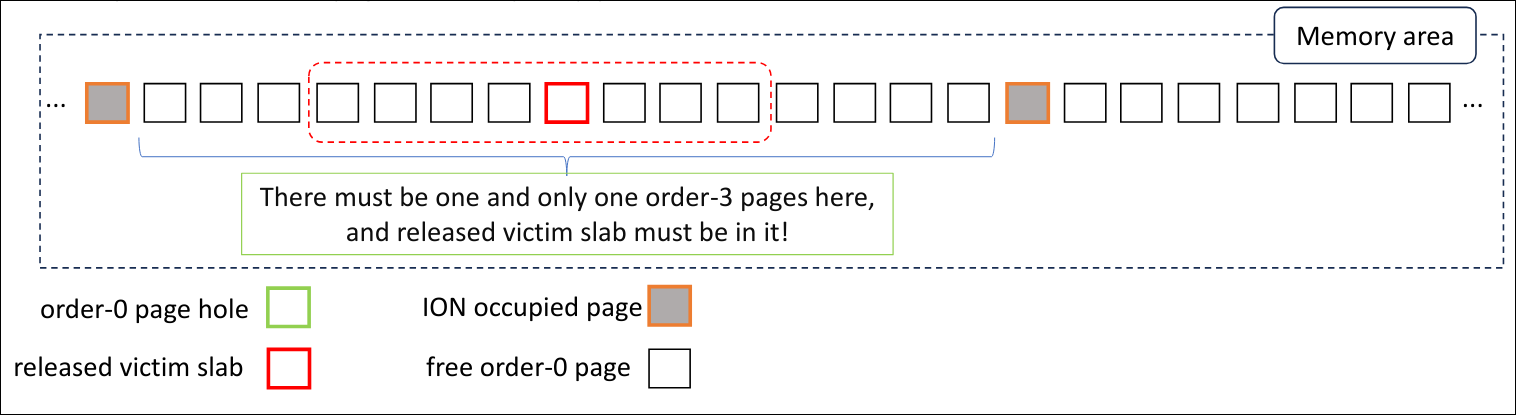 Memory area
...
...
There must be one and only one order-3 pages here,
and released victim slab must be in it!
order-0 page hole
ION occupied page
released victim slab
free order-0 page